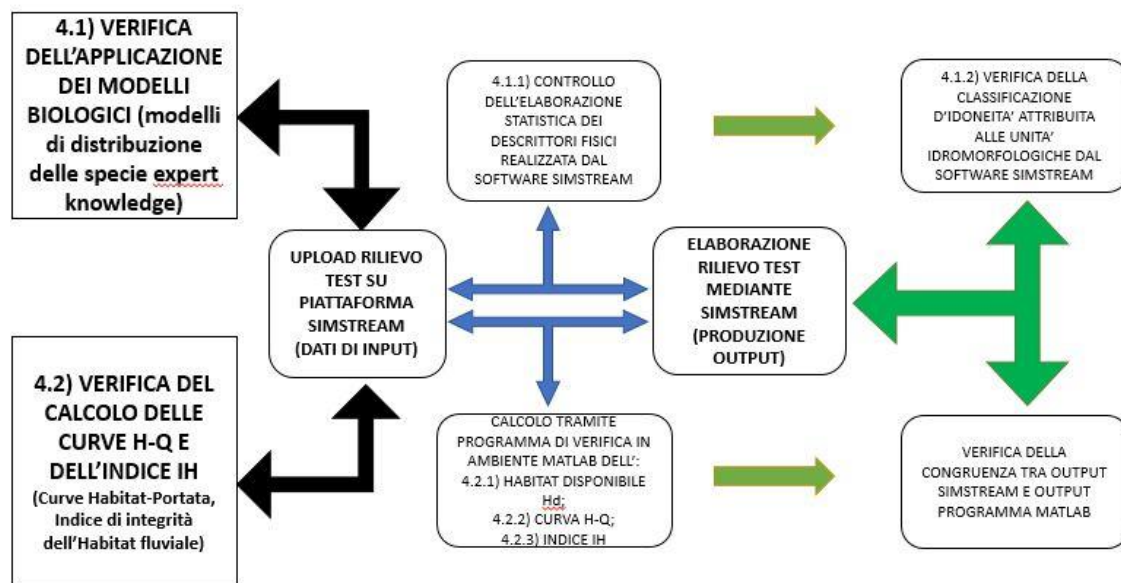 4.1) VERIFICA
DELL’APPLICAZIONE
DEI MODELLI
BIOLOGICI (modelli
di distribuzione
delle specie expert
knowledge)
4.1.1) CONTROLLO
DELL’ELABORAZIONE
STATISTICA DEI
DESCRITTORI FISICI
REALIZZATA DAL
SOFTWARE SIMSTREAM
4.1.2) VERIFICA DELLA
CLASSIFICAZIONE
D’IDONEITA’ ATTRIBUITA
ALLE UNITA’
IDROMORFOLOGICHE DAL
SOFTWARE SIMSTREAM
UPLOAD RILIEVO
TEST SU
PIATTAFORMA
SIMSTREAM
(DATI DI INPUT)
ELABORAZIONE
RILIEVO TEST
MEDIANTE
SIMSTREAM
(PRODUZIONE
OUTPUT)
4.2) VERIFICA DEL
CALCOLO DELLE
CURVE H-Q E
DELL’INDICE IH
(Curve Habitat-Portata,
Indice di integrità
dell’Habitat fluviale)
CALCOLO TRAMITE
PROGRAMMA DI VERIFICA IN
AMBIENTE MATLAB DELL’:
4.2.1) HABITAT DISPONIBILE
Hd;
4.2.2) CURVA H-Q;
4.2.3) INDICE IH
VERIFICA DELLA
CONGRUENZA TRA OUTPUT
SIMSTREAM E OUTPUT
PROGRAMMA MATLAB